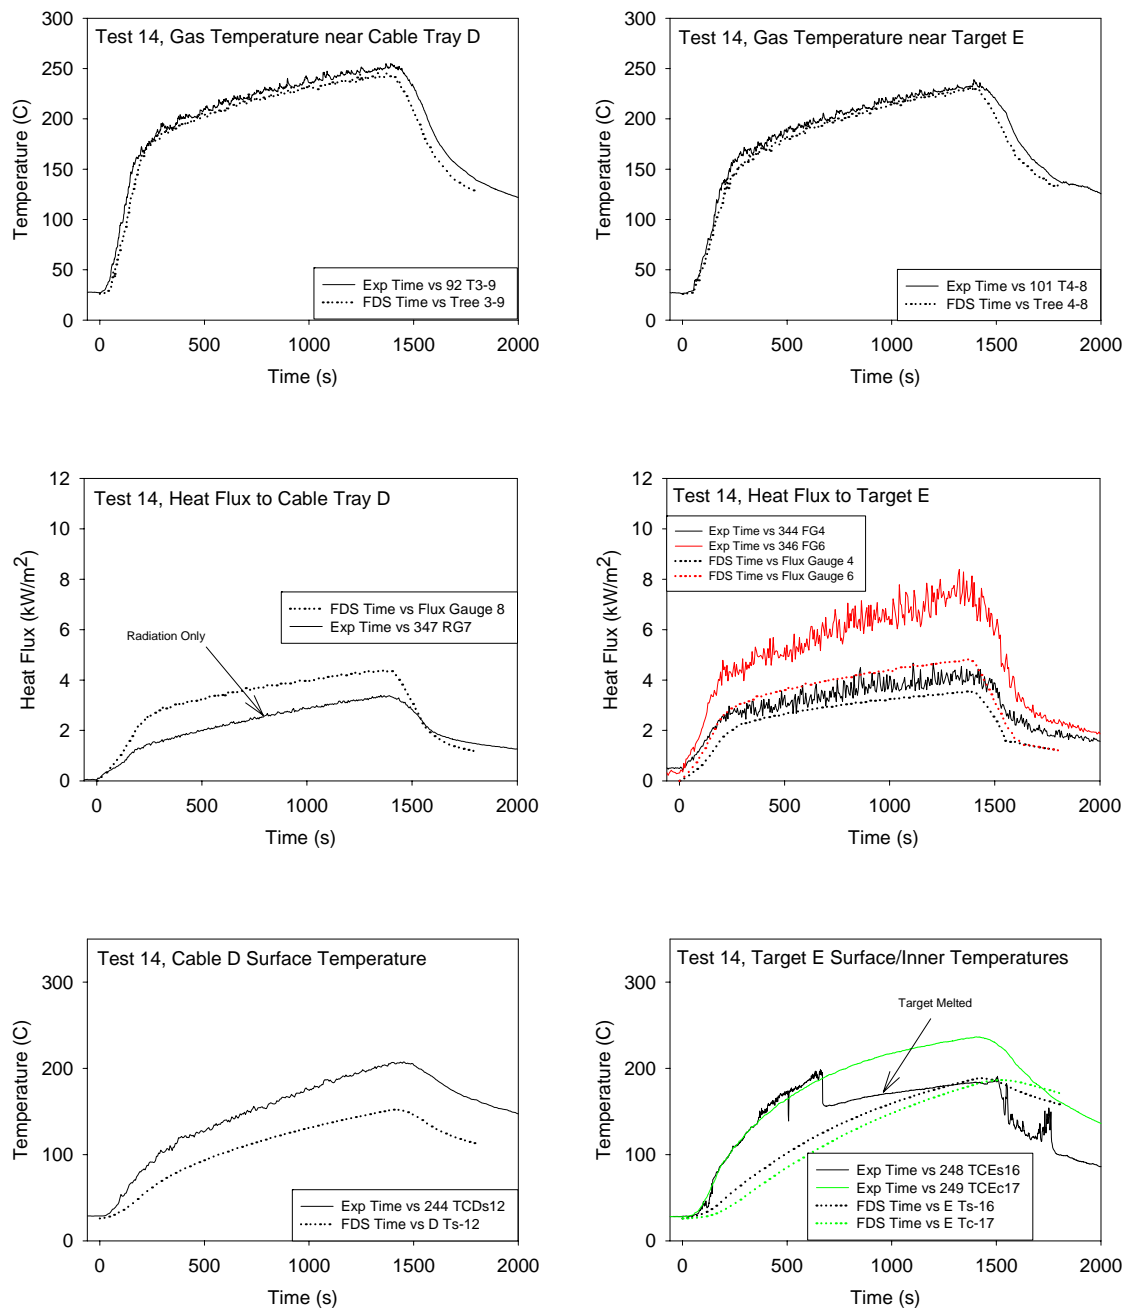 Test 14, Gas Temperature near Cable Tray D
Temperature (C)
300
250
200
150
100
50
0
Exp Time vs 92 T3-9
FDS Time vs Tree 3-9
0 500 1000 1500 2000
Time (s)
Test 14, Gas Temperature near Target E
Temperature (C)
300
250
200
150
100
50
0
Exp Time vs 101 T4-8
FDS Time vs Tree 4-8
0 500 1000 1500 2000
Time (s)
Test 14, Heat Flux to Cable Tray D
Heat Flux (kW/m²)
12
10
8
6
4
2
0
FDS Time vs Flux Gauge 8
Exp Time vs 347 RG7
Radiation Only
0 500 1000 1500 2000
Time (s)
Test 14, Heat Flux to Target E
Heat Flux (kW/m²)
12
10
8
6
4
2
0
Exp Time vs 344 FG4
Exp Time vs 346 FG6
FDS Time vs Flux Gauge 4
FDS Time vs Flux Gauge 6
0 500 1000 1500 2000
Time (s)
Test 14, Cable D Surface Temperature
Temperature (C)
300
200
100
0
Exp Time vs 244 TCDs12
FDS Time vs D Ts-12
0 500 1000 1500 2000
Time (s)
Test 14, Target E Surface/Inner Temperatures
Temperature (C)
300
200
100
0
Target Melted
Exp Time vs 248 TCEs16
Exp Time vs 249 TCEc17
FDS Time vs E Ts-16
FDS Time vs E Tc-17
0 500 1000 1500 2000
Time (s)